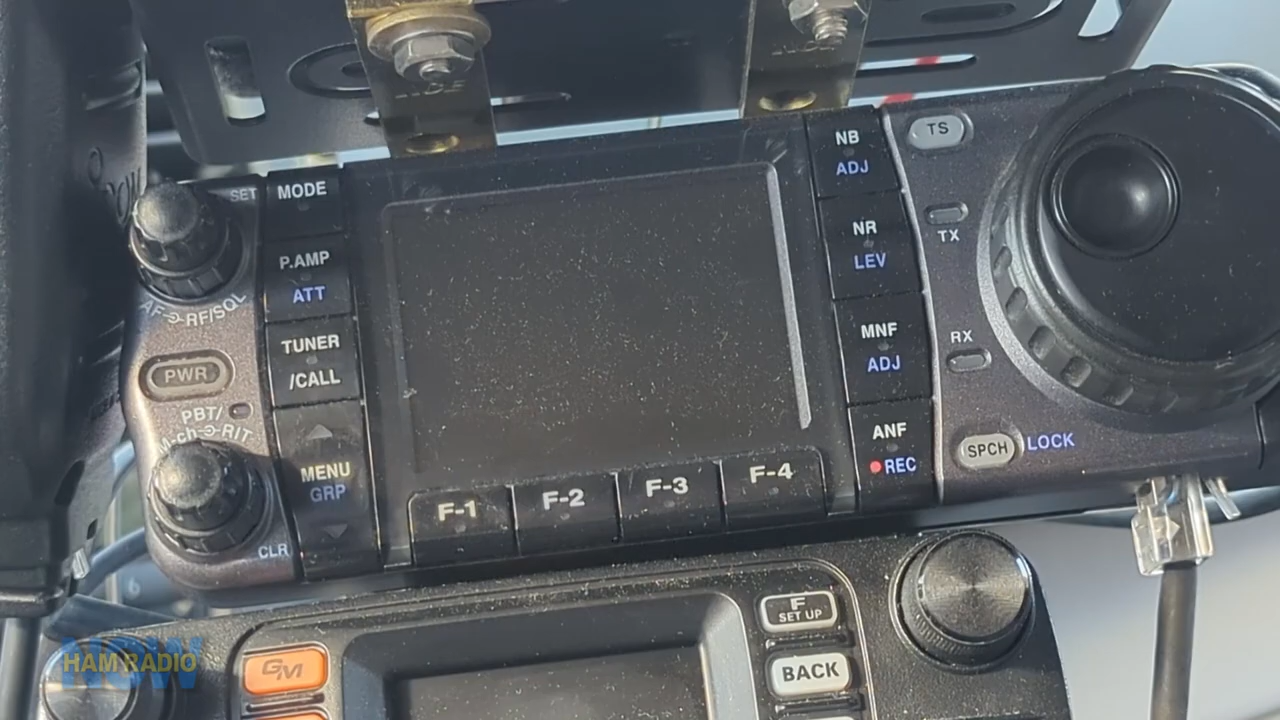 SET
MODE
P.AMP
ATT
AF RF/SQL
TUNER
/CALL
PWR
PBT/
M-ch RIT
MENU
GRP
CLR
F-1
F-2
F-3
F-4
NB
ADJ
NR
LEV
MNF
ADJ
ANF
REC
TS
TX
RX
SPCH
LOCK
F
SET UP
GM
BACK
NOW
HAM RADIO